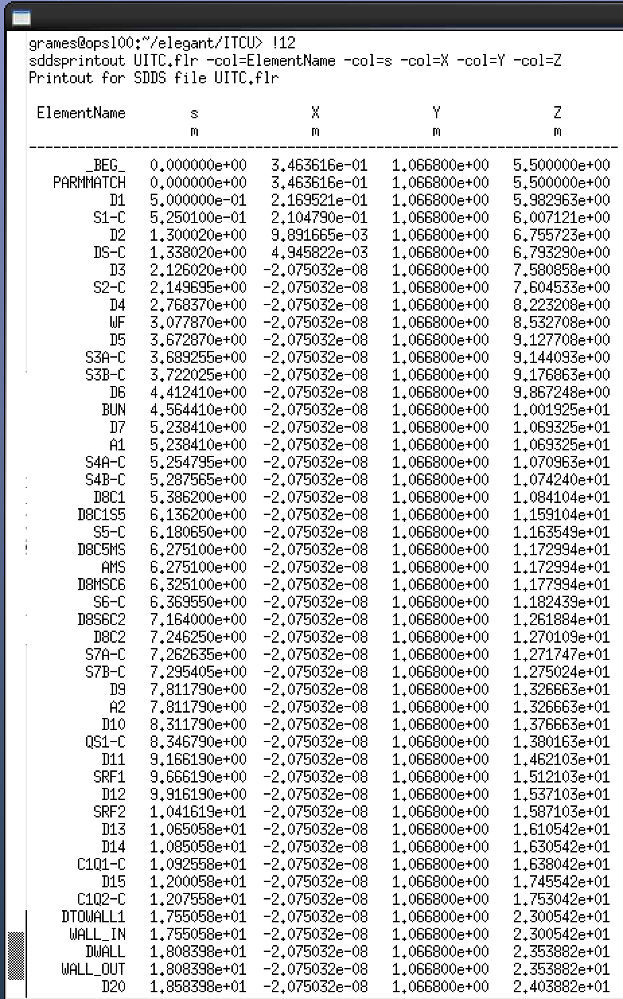 grames@opsl00:~/elegant/ITCU> !12
sddsprintout UITC.flr -col=ElementName -col=s -col=X -col=Y -col=Z
Printout for SDDS file UITC.flr
ElementName s X Y Z
m m m m
------------------------------------------------------------------------
_BEG_ 0.000000e+00 3.463616e-01 1.066800e+00 5.500000e+00
PARMMATCH 0.000000e+00 3.463616e-01 1.066800e+00 5.500000e+00
D1 5.000000e-01 2.169521e-01 1.066800e+00 5.982963e+00
S1-C 5.250100e-01 2.104790e-01 1.066800e+00 6.007121e+00
D2 1.300020e+00 9.891665e-03 1.066800e+00 6.755723e+00
DS-C 1.338020e+00 4.945822e-03 1.066800e+00 6.793290e+00
D3 2.126020e+00 -2.075032e-08 1.066800e+00 7.580858e+00
S2-C 2.149695e+00 -2.075032e-08 1.066800e+00 7.604533e+00
D4 2.768370e+00 -2.075032e-08 1.066800e+00 8.223208e+00
WF 3.077870e+00 -2.075032e-08 1.066800e+00 8.532708e+00
D5 3.672870e+00 -2.075032e-08 1.066800e+00 9.127708e+00
S3A-C 3.689255e+00 -2.075032e-08 1.066800e+00 9.144093e+00
S3B-C 3.722025e+00 -2.075032e-08 1.066800e+00 9.176863e+00
D6 4.412410e+00 -2.075032e-08 1.066800e+00 9.867248e+00
BUN 4.564410e+00 -2.075032e-08 1.066800e+00 1.001925e+01
D7 5.238410e+00 -2.075032e-08 1.066800e+00 1.069325e+01
A1 5.238410e+00 -2.075032e-08 1.066800e+00 1.069325e+01
S4A-C 5.254795e+00 -2.075032e-08 1.066800e+00 1.070963e+01
S4B-C 5.287565e+00 -2.075032e-08 1.066800e+00 1.074240e+01
D8C1 5.386200e+00 -2.075032e-08 1.066800e+00 1.084104e+01
D8C1S5 6.136200e+00 -2.075032e-08 1.066800e+00 1.159104e+01
S5-C 6.180650e+00 -2.075032e-08 1.066800e+00 1.163549e+01
D8C5MS 6.275100e+00 -2.075032e-08 1.066800e+00 1.172994e+01
AMS 6.275100e+00 -2.075032e-08 1.066800e+00 1.172994e+01
D8MSC6 6.325100e+00 -2.075032e-08 1.066800e+00 1.177994e+01
S6-C 6.369550e+00 -2.075032e-08 1.066800e+00 1.182439e+01
D8S6C2 7.164000e+00 -2.075032e-08 1.066800e+00 1.261884e+01
D8C2 7.246250e+00 -2.075032e-08 1.066800e+00 1.270109e+01
S7A-C 7.262635e+00 -2.075032e-08 1.066800e+00 1.271747e+01
S7B-C 7.295405e+00 -2.075032e-08 1.066800e+00 1.275024e+01
D9 7.811790e+00 -2.075032e-08 1.066800e+00 1.326663e+01
A2 7.811790e+00 -2.075032e-08 1.066800e+00 1.326663e+01
D10 8.311790e+00 -2.075032e-08 1.066800e+00 1.376663e+01
QS1-C 8.346790e+00 -2.075032e-08 1.066800e+00 1.380163e+01
D11 9.166190e+00 -2.075032e-08 1.066800e+00 1.462103e+01
SRF1 9.666190e+00 -2.075032e-08 1.066800e+00 1.512103e+01
D12 9.916190e+00 -2.075032e-08 1.066800e+00 1.537103e+01
SRF2 1.041619e+01 -2.075032e-08 1.066800e+00 1.587103e+01
D13 1.065058e+01 -2.075032e-08 1.066800e+00 1.610542e+01
D14 1.085058e+01 -2.075032e-08 1.066800e+00 1.630542e+01
C1Q1-C 1.092558e+01 -2.075032e-08 1.066800e+00 1.638042e+01
D15 1.200058e+01 -2.075032e-08 1.066800e+00 1.745542e+01
C1Q2-C 1.207558e+01 -2.075032e-08 1.066800e+00 1.753042e+01
DTOWALL1 1.755058e+01 -2.075032e-08 1.066800e+00 2.300542e+01
WALL_IN 1.755058e+01 -2.075032e-08 1.066800e+00 2.300542e+01
DWALL 1.808398e+01 -2.075032e-08 1.066800e+00 2.353882e+01
WALL_OUT 1.808398e+01 -2.075032e-08 1.066800e+00 2.353882e+01
D20 1.858398e+01 -2.075032e-08 1.066800e+00 2.403882e+01